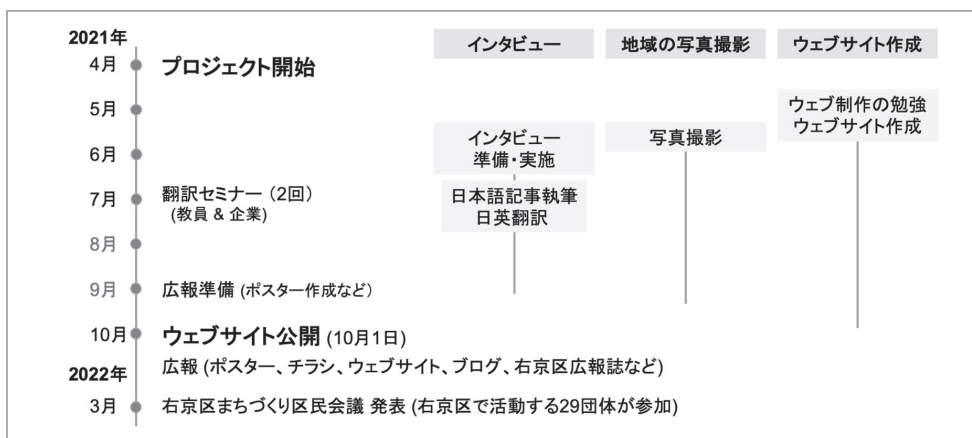 2021年
インタビュー 地域の写真撮影 ウェブサイト作成
4月 プロジェクト開始
5月
ウェブ制作の勉強
ウェブサイト作成
6月
インタビュー
準備・実施
写真撮影
7月 翻訳セミナー（2回）
(教員 & 企業)
日本語記事執筆
日英翻訳
8月
9月 広報準備 (ポスター作成など)
10月 ウェブサイト公開 (10月1日)
広報 (ポスター、チラシ、ウェブサイト、ブログ、右京区広報誌など)
2022年
3月 右京区まちづくり区民会議 発表 (右京区で活動する29団体が参加)